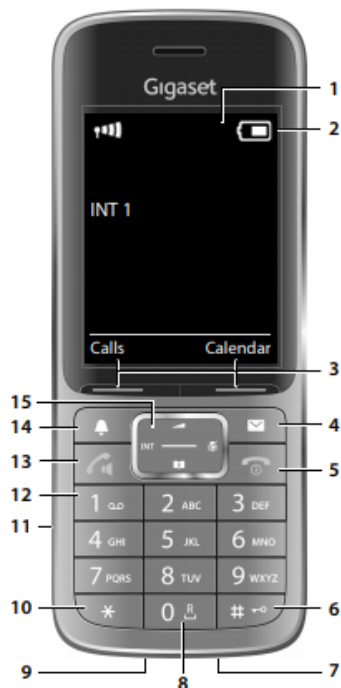 Gigaset
1
2
INT 1
Calls Calendar
3
15
14
4
INT
13
5
12
1
2 ABC
3 DEF
11
4 GHI
5 JKL
6 MNO
7 PQRS
8 TUV
9 WXYZ
10
*
0 R
#
6
9
8
7